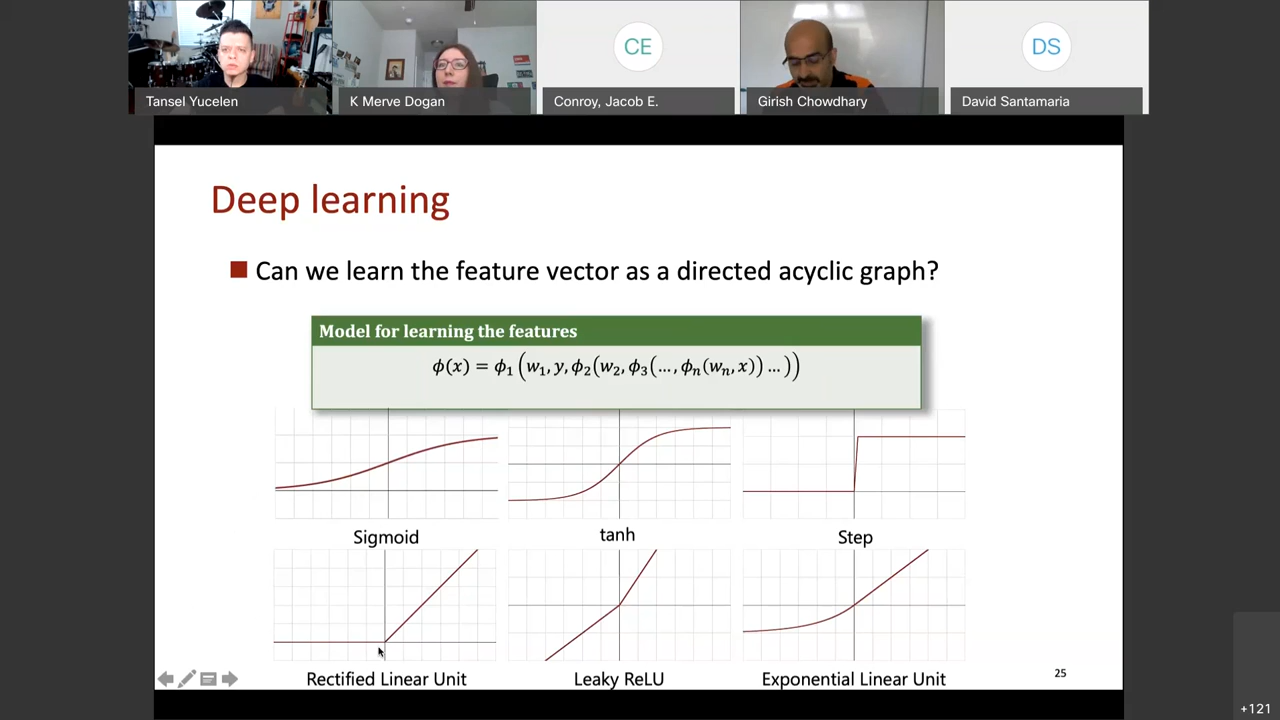 CE
DS
Tansel Yucelen
K Merve Dogan
Conroy, Jacob E.
Girish Chowdhary
David Santamaria
Deep learning
Can we learn the feature vector as a directed acyclic graph?
Model for learning the features
ϕ(x) = ϕ₁(w₁, y, ϕ₂(w₂, ϕ₃(…, ϕₙ(wₙ, x)) … ))
Sigmoid
tanh
Step
Rectified Linear Unit
Leaky ReLU
Exponential Linear Unit
25
+121